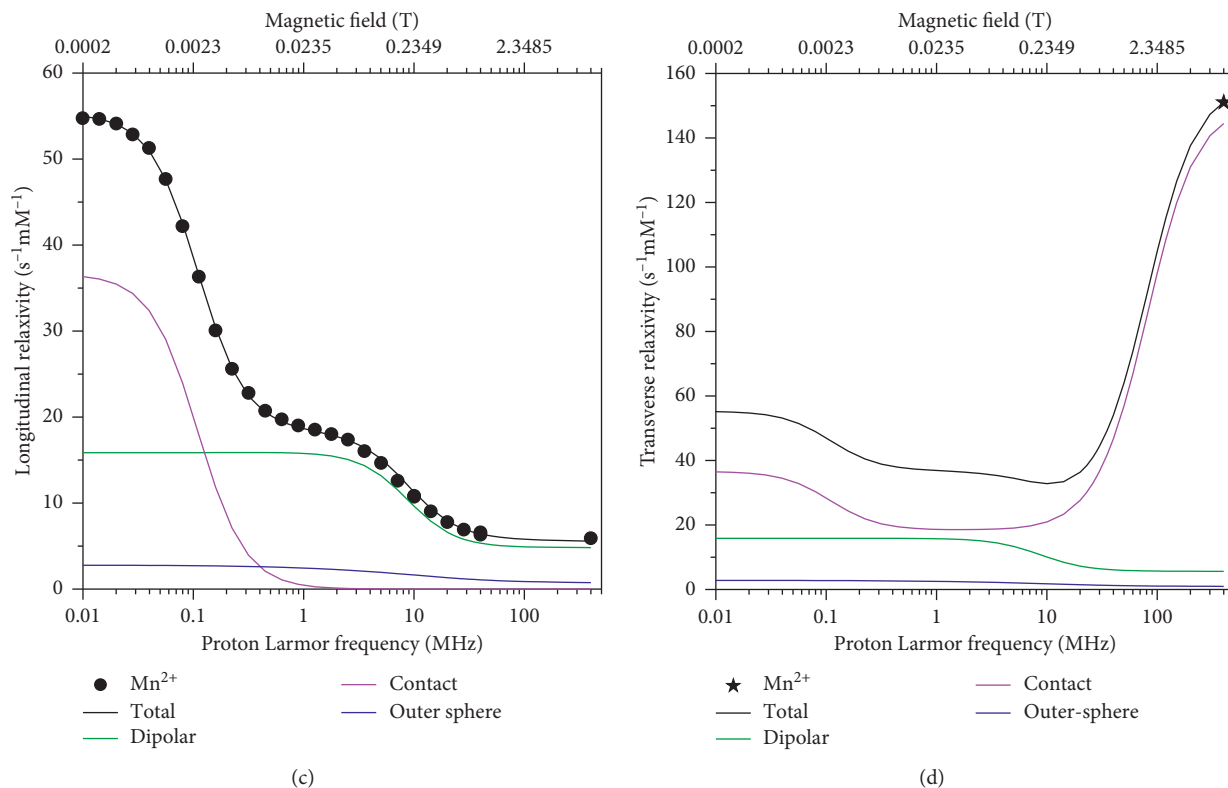 Magnetic field (T)
0.0002 0.0023 0.0235 0.2349 2.3485
60
50
40
30
20
10
0
Longitudinal relaxivity (s⁻¹mM⁻¹)
0.01 0.1 1 10 100
Proton Larmor frequency (MHz)
Mn²⁺
Total
Dipolar
Contact
Outer sphere
(c)
Magnetic field (T)
0.0002 0.0023 0.0235 0.2349 2.3485
160
140
120
100
80
60
40
20
0
Transverse relaxivity (s⁻¹mM⁻¹)
0.01 0.1 1 10 100
Proton Larmor frequency (MHz)
Mn²⁺
Total
Dipolar
Contact
Outer-sphere
(d)